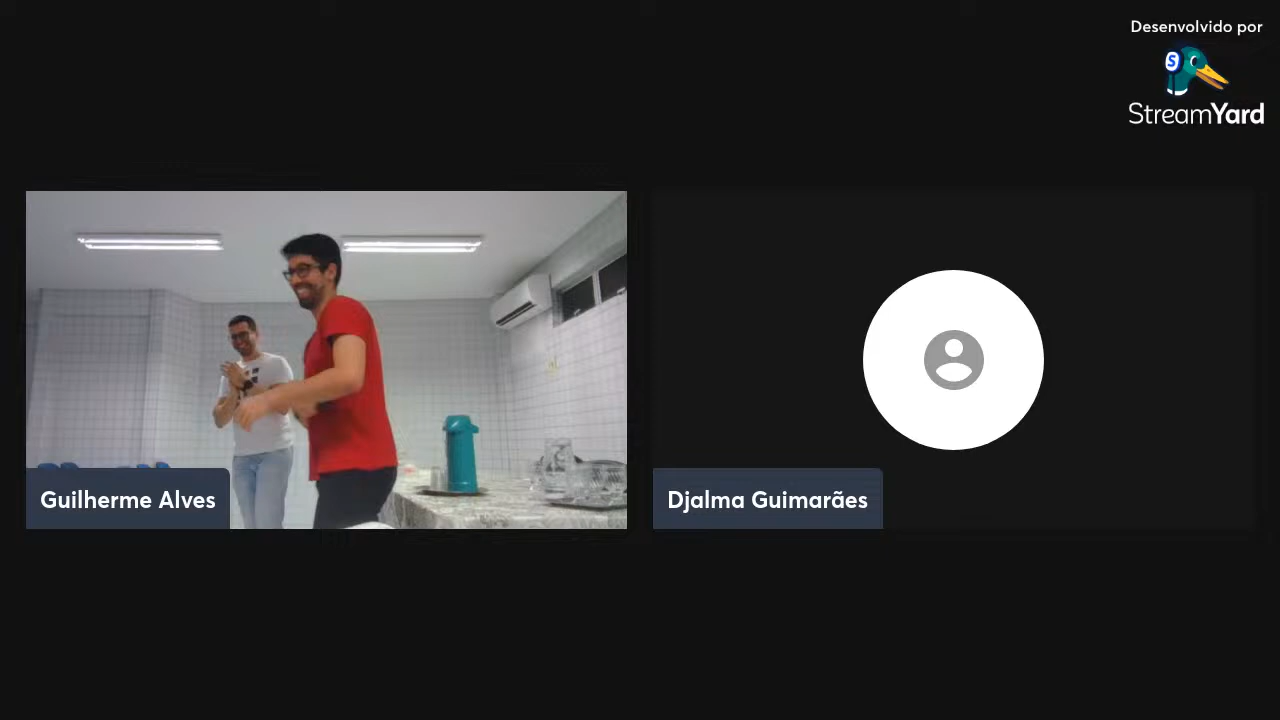 Desenvolvido por
S
StreamYard
Guilherme Alves
Djalma Guimarães